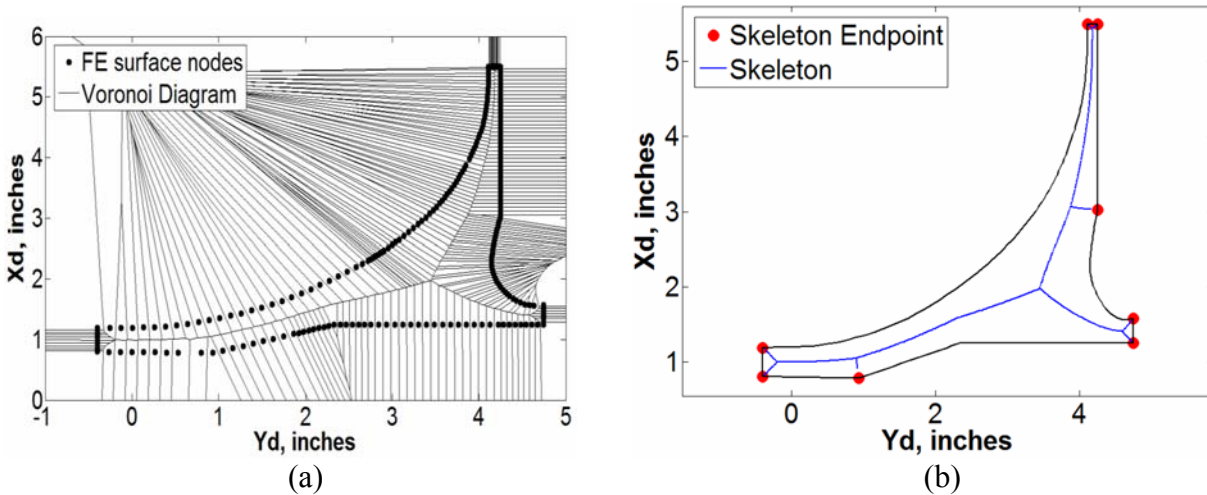 6
FE surface nodes
Voronoi Diagram
5
4
3
2
1
0
-1 0 1 2 3 4 5
Xd, inches
Yd, inches
(a)
Skeleton Endpoint
Skeleton
5
4
3
2
1
0 2 4
Xd, inches
Yd, inches
(b)